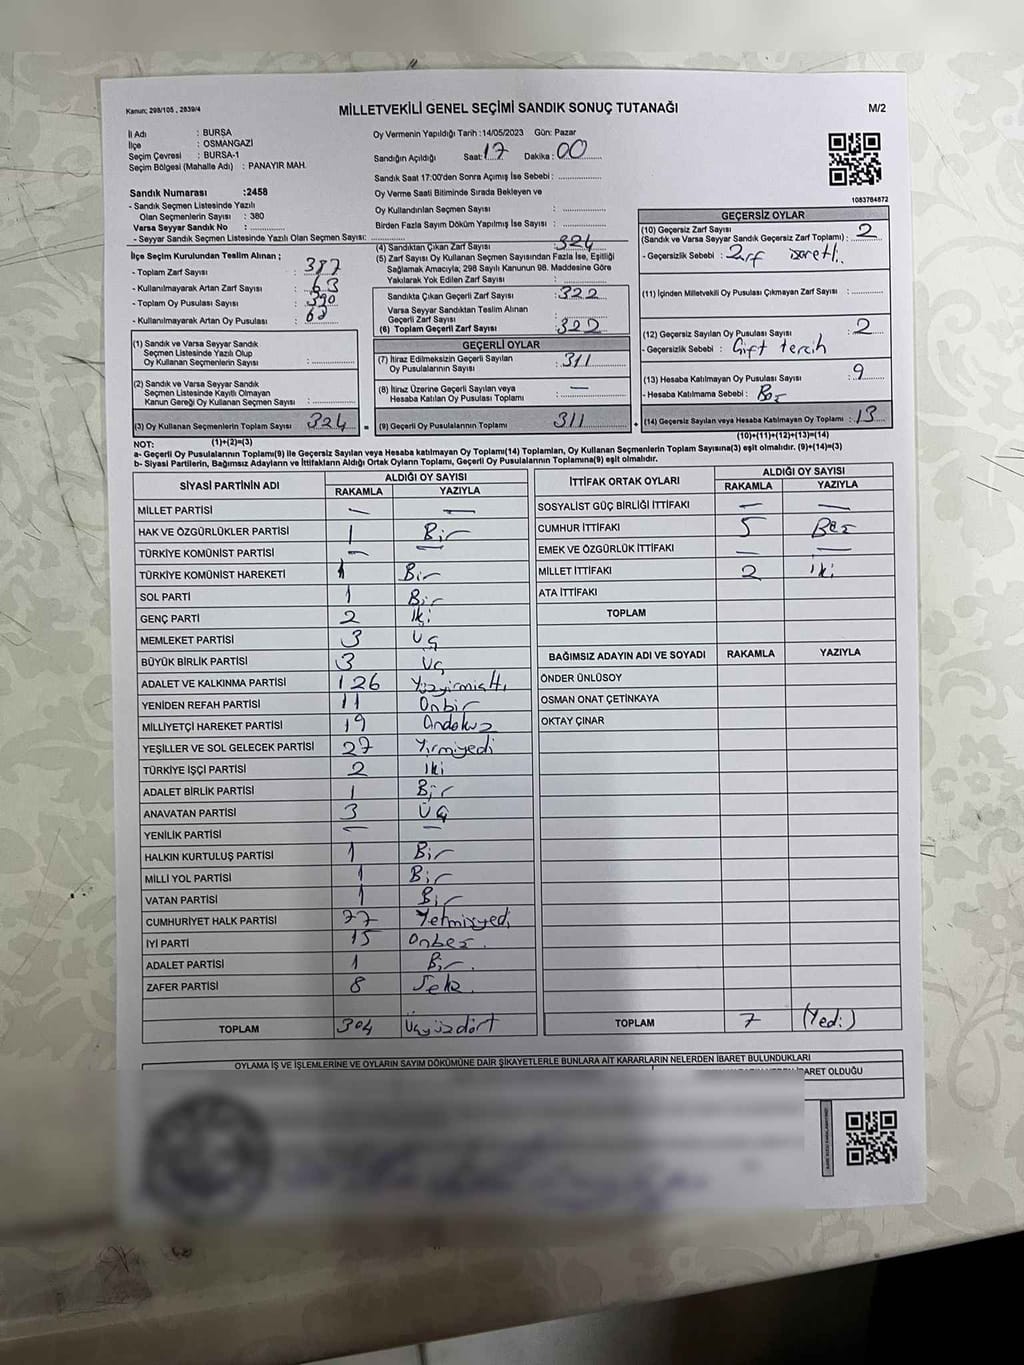 Kanun; 298/105 , 2839/4
MİLLETVEKİLİ GENEL SEÇİMİ SANDIK SONUÇ TUTANAĞI
M/2
İl Adı : BURSA
İlçe : OSMANGAZİ
Seçim Çevresi : BURSA-1
Seçim Bölgesi (Mahalle Adı) : PANAYIR MAH.
Oy Vermenin Yapıldığı Tarih : 14/05/2023 Gün: Pazar
Sandığın Açıldığı Saat: 17 Dakika : 00
Sandık Saat 17:00'den Sonra Açılmış İse Sebebi :
Oy Verme Saati Bitiminde Sırada Bekleyen ve
Oy Kullandırılan Seçmen Sayısı :
Birden Fazla Sayım Döküm Yapılmış İse Sayısı :
1083764872
Sandık Numarası :2458
- Sandık Seçmen Listesinde Yazılı
Olan Seçmenlerin Sayısı : 380
Varsa Seyyar Sandık No :
- Seyyar Sandık Seçmen Listesinde Yazılı Olan Seçmen Sayısı:
İlçe Seçim Kurulundan Teslim Alınan ;
- Toplam Zarf Sayısı : 387
- Kullanılmayarak Artan Zarf Sayısı : 63
- Toplam Oy Pusulası Sayısı : 390
- Kullanılmayarak Artan Oy Pusulası :
(4) Sandıktan Çıkan Zarf Sayısı : 324
(5) Zarf Sayısı Oy Kullanan Seçmen Sayısından Fazla İse, Eşitliği
Sağlamak Amacıyla; 298 Sayılı Kanunun 98. Maddesine Göre
Yakılarak Yok Edilen Zarf Sayısı :
Sandıkta Çıkan Geçerli Zarf Sayısı : 322
Varsa Seyyar Sandıktan Teslim Alınan
Geçerli Zarf Sayısı :
(6) Toplam Geçerli Zarf Sayısı : 322
GEÇERLİ OYLAR
(7) İtiraz Edilmeksizin Geçerli Sayılan
Oy Pusulalarının Sayısı : 311
(8) İtiraz Üzerine Geçerli Sayılan veya
Hesaba Katılan Oy Pusulası Toplamı : —
(9) Geçerli Oy Pusulalarının Toplamı 311
GEÇERSİZ OYLAR
(10) Geçersiz Zarf Sayısı
(Sandık ve Varsa Seyyar Sandık Geçersiz Zarf Toplamı) : 2
- Geçersizlik Sebebi : Zarf işaretli.
(11) İçinden Milletvekili Oy Pusulası Çıkmayan Zarf Sayısı :
(12) Geçersiz Sayılan Oy Pusulası Sayısı : 2
- Geçersizlik Sebebi : Çift tercih
(13) Hesaba Katılmayan Oy Pusulası Sayısı : 9
- Hesaba Katılmama Sebebi : Boş
(14) Geçersiz Sayılan veya Hesaba Katılmayan Oy Toplamı : 13
(10)+(11)+(12)+(13)=(14)
(1) Sandık ve Varsa Seyyar Sandık
Seçmen Listesinde Yazılı Olup
Oy Kullanan Seçmenlerin Sayısı :
(2) Sandık ve Varsa Seyyar Sandık
Seçmen Listesinde Kayıtlı Olmayan
Kanun Gereği Oy Kullanan Seçmen Sayısı :
(3) Oy Kullanan Seçmenlerin Toplam Sayısı 324
(1)+(2)=(3)
NOT:
a- Geçerli Oy Pusulalarının Toplamı(9) ile Geçersiz Sayılan veya Hesaba katılmayan Oy Toplamı(14) Toplamları, Oy Kullanan Seçmenlerin Toplam Sayısına(3) eşit olmalıdır. (9)+(14)=(3)
b- Siyasi Partilerin, Bağımsız Adayların ve İttifakların Aldığı Ortak Oyların Toplamı, Geçerli Oy Pusulalarının Toplamına(9) eşit olmalıdır.
SİYASİ PARTİNİN ADI ALDIĞI OY SAYISI
RAKAMLA YAZIYLA
MİLLET PARTİSİ — —
HAK VE ÖZGÜRLÜKLER PARTİSİ 1 Bir
TÜRKİYE KOMÜNİST PARTİSİ — —
TÜRKİYE KOMÜNİST HAREKETİ 1 Bir
SOL PARTİ 1 Bir
GENÇ PARTİ 2 İki
MEMLEKET PARTİSİ 3 Üç
BÜYÜK BİRLİK PARTİSİ 3 Üç
ADALET VE KALKINMA PARTİSİ 126 Yüzyirmialtı
YENİDEN REFAH PARTİSİ 11 Onbir
MİLLİYETÇİ HAREKET PARTİSİ 19 Ondokuz
YEŞİLLER VE SOL GELECEK PARTİSİ 27 Yirmiyedi
TÜRKİYE İŞÇİ PARTİSİ 2 İki
ADALET BİRLİK PARTİSİ 1 Bir
ANAVATAN PARTİSİ 3 Üç
YENİLİK PARTİSİ — —
HALKIN KURTULUŞ PARTİSİ 1 Bir
MİLLİ YOL PARTİSİ 1 Bir
VATAN PARTİSİ 1 Bir
CUMHURİYET HALK PARTİSİ 77 Yetmişyedi
İYİ PARTİ 15 Onbeş.
ADALET PARTİSİ 1 Bir.
ZAFER PARTİSİ 8 Sekiz
TOPLAM 304 Üçyüzdört
İTTİFAK ORTAK OYLARI ALDIĞI OY SAYISI
RAKAMLA YAZIYLA
SOSYALİST GÜÇ BİRLİĞİ İTTİFAKI — —
CUMHUR İTTİFAKI 5 Beş
EMEK VE ÖZGÜRLÜK İTTİFAKI — —
MİLLET İTTİFAKI 2 İki
ATA İTTİFAKI
TOPLAM
BAĞIMSIZ ADAYIN ADI VE SOYADI RAKAMLA YAZIYLA
ÖNDER ÜNLÜSOY
OSMAN ONAT ÇETİNKAYA
OKTAY ÇINAR
TOPLAM 7 (Yedi)
OYLAMA İŞ VE İŞLEMLERİNE VE OYLARIN SAYIM DÖKÜMÜNE DAİR ŞİKAYETLERLE BUNLARA AİT KARARLARIN NELERDEN İBARET BULUNDUKLARI
BARET OLDUĞU